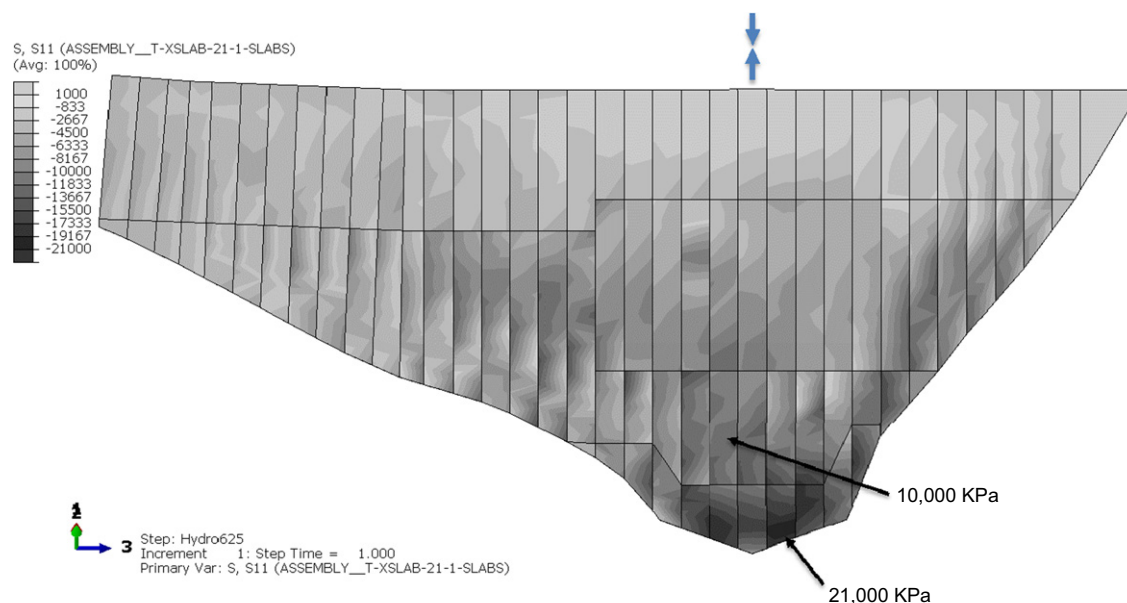 S, S11 (ASSEMBLY__T-XSLAB-21-1-SLABS)
(Avg: 100%)
1000
-833
-2667
-4500
-6333
-8167
-10000
-11833
-13667
-15500
-17333
-19167
-21000
10,000 KPa
3
Step: Hydro625
Increment 1: Step Time = 1.000
Primary Var: S, S11 (ASSEMBLY__T-XSLAB-21-1-SLABS)
21,000 KPa